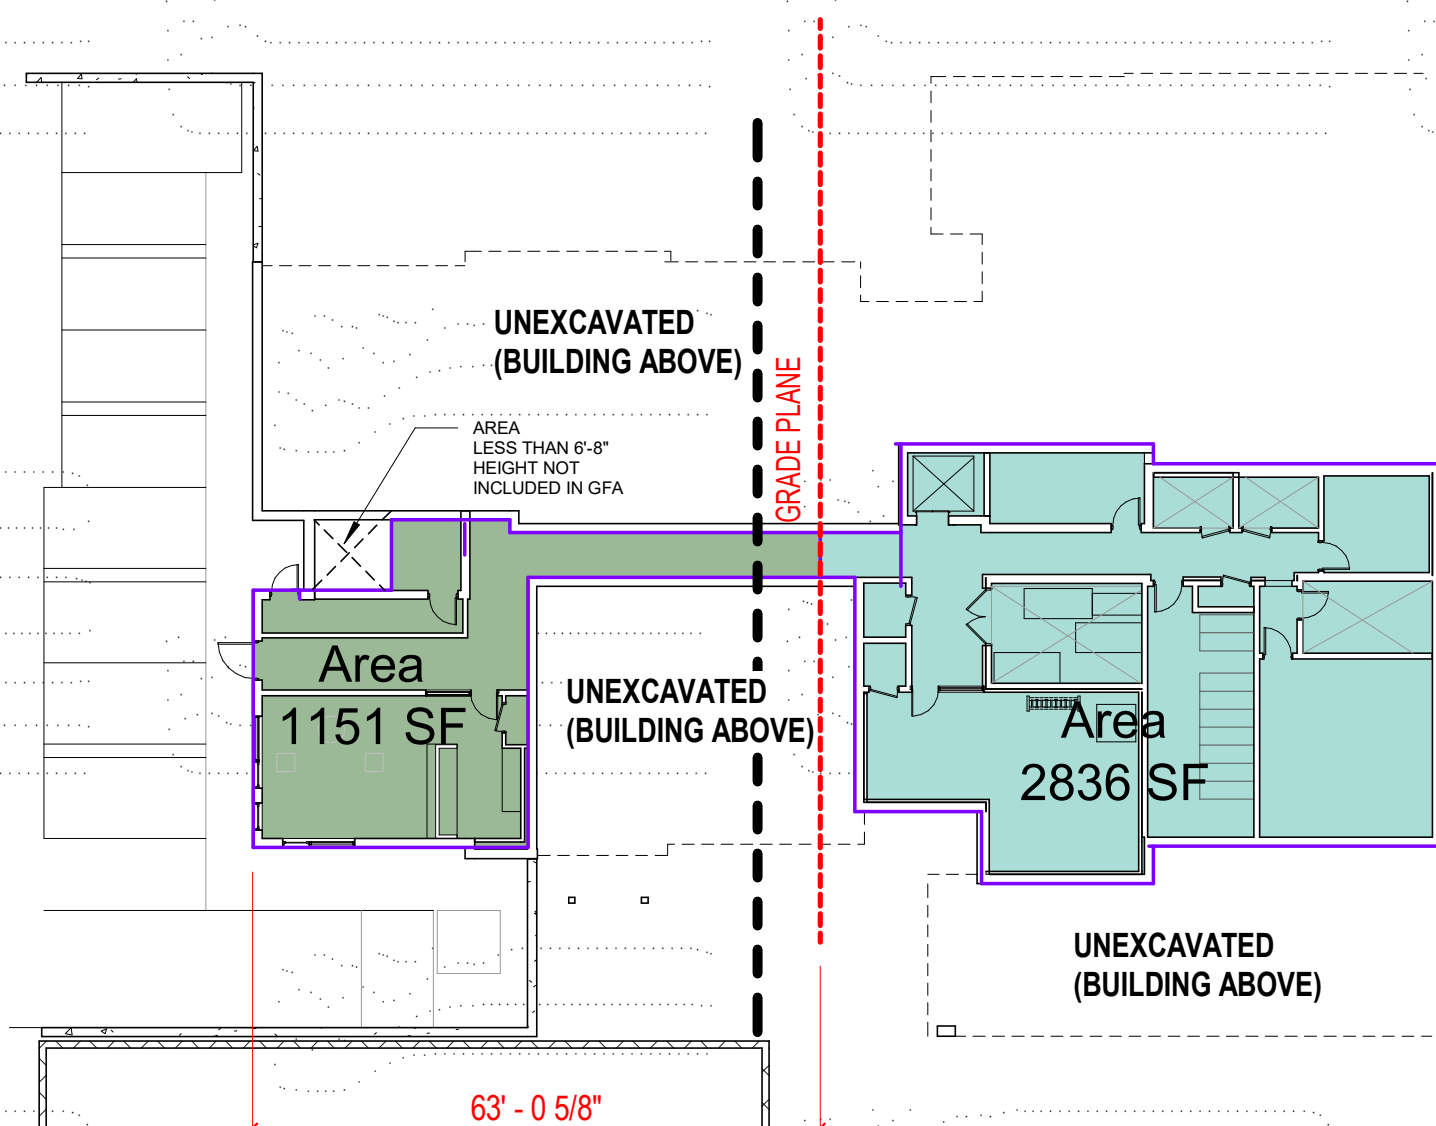 UNEXCAVATED
(BUILDING ABOVE)
GRADE PLANE
AREA
LESS THAN 6'-8"
HEIGHT NOT
INCLUDED IN GFA
Area
1151 SF
UNEXCAVATED
(BUILDING ABOVE)
Area
2836 SF
UNEXCAVATED
(BUILDING ABOVE)
63' - 0 5/8"